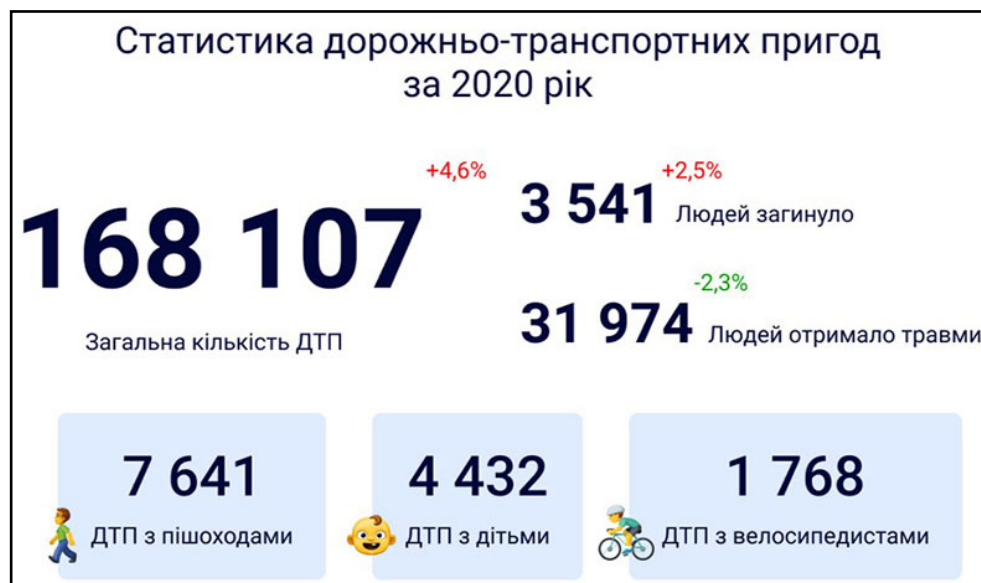 Статистика дорожньо-транспортних пригод
за 2020 рік
168 107 +4,6%
Загальна кількість ДТП
3 541 +2,5% Людей загинуло
31 974 -2,3% Людей отримало травми
7 641
ДТП з пішоходами
4 432
ДТП з дітьми
1 768
ДТП з велосипедистами